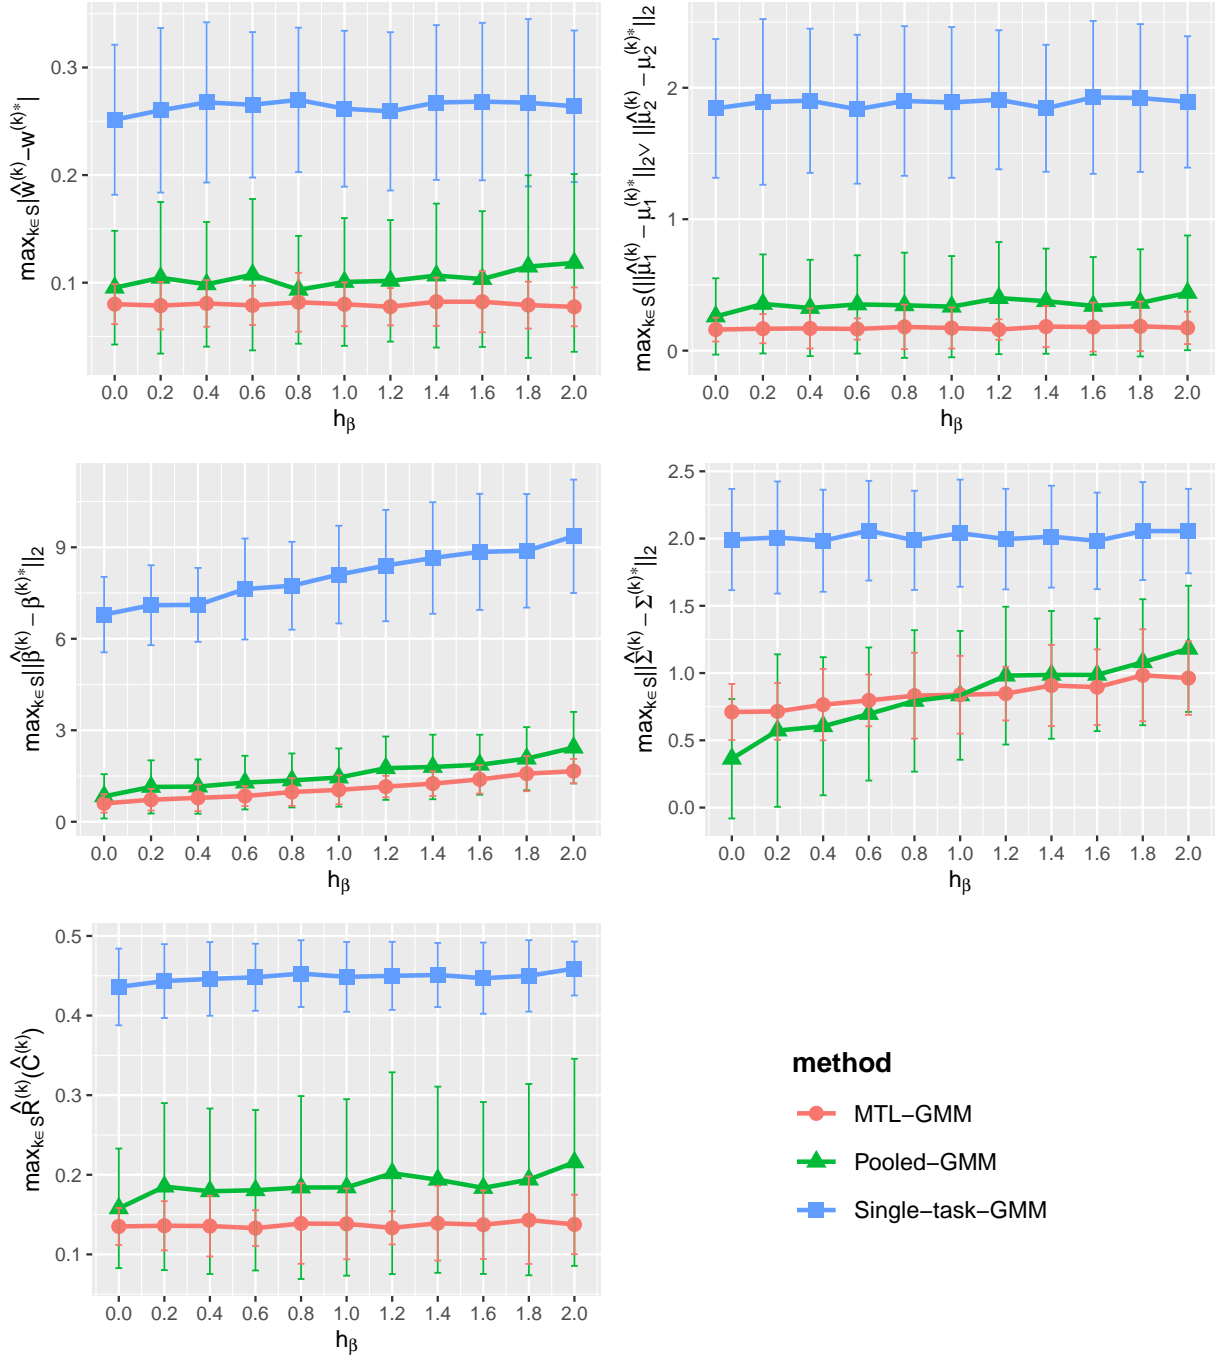 max_{k∈S}|ŵ^{(k)}−w^{(k)*}|
0.3
0.2
0.1
0.0 0.2 0.4 0.6 0.8 1.0 1.2 1.4 1.6 1.8 2.0
h_β
max_{k∈S}(||μ̂_1^{(k)} − μ_1^{(k)*}||_2∨ ||μ̂_2^{(k)} − μ_2^{(k)*}||_2
2
1
0
0.0 0.2 0.4 0.6 0.8 1.0 1.2 1.4 1.6 1.8 2.0
h_β
max_{k∈S}||β̂^{(k)} − β^{(k)*}||_2
9
6
3
0
0.0 0.2 0.4 0.6 0.8 1.0 1.2 1.4 1.6 1.8 2.0
h_β
max_{k∈S}||Σ̂^{(k)} − Σ^{(k)*}||_2
2.5
2.0
1.5
1.0
0.5
0.0
0.0 0.2 0.4 0.6 0.8 1.0 1.2 1.4 1.6 1.8 2.0
h_β
max_{k∈S}R̂^{(k)}(Ĉ^{(k)})
0.5
0.4
0.3
0.2
0.1
0.0 0.2 0.4 0.6 0.8 1.0 1.2 1.4 1.6 1.8 2.0
h_β
method
MTL−GMM
Pooled−GMM
Single−task−GMM